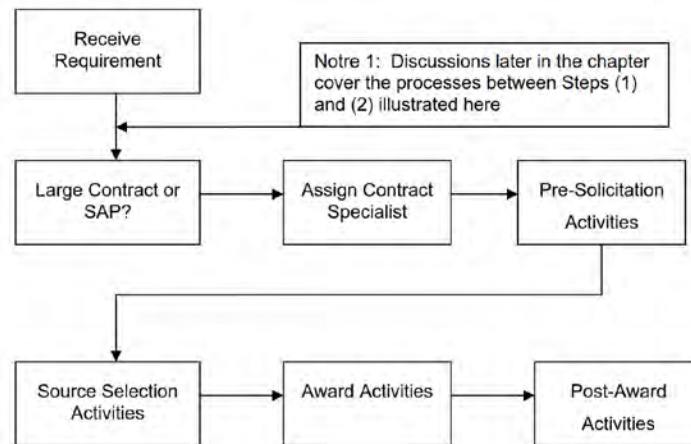 Receive
Requirement
Notre 1: Discussions later in the chapter
cover the processes between Steps (1)
and (2) illustrated here
Large Contract or
SAP?
Assign Contract
Specialist
Pre-Solicitation
Activities
Source Selection
Activities
Award Activities
Post-Award
Activities